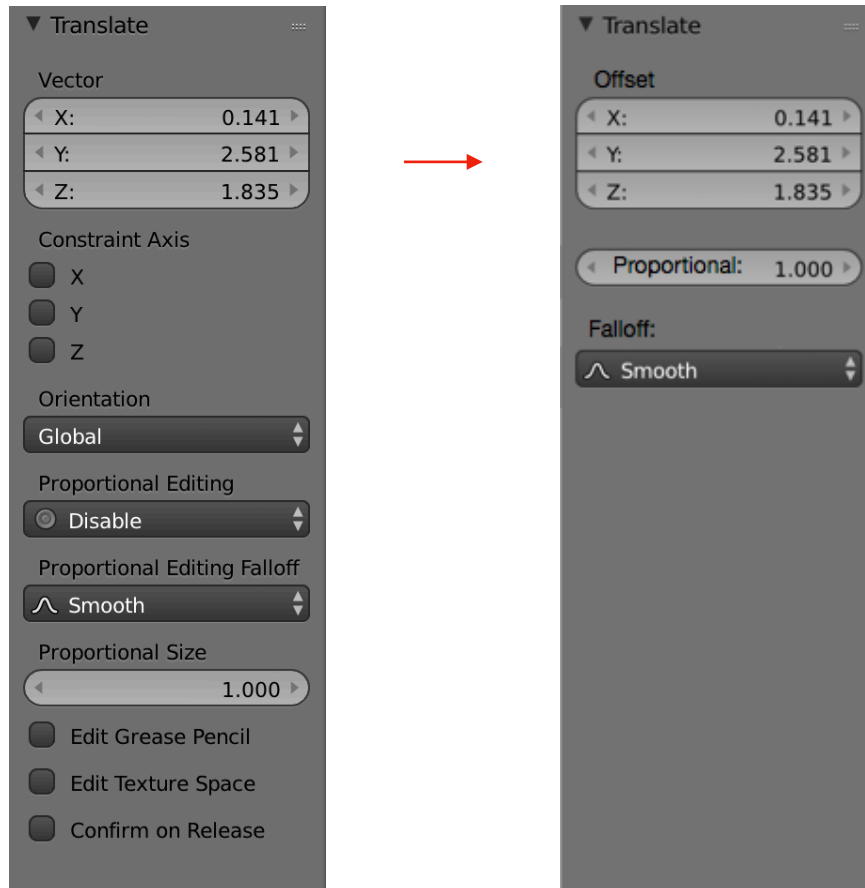 Translate
Vector
X: 0.141
Y: 2.581
Z: 1.835
Constraint Axis
X
Y
Z
Orientation
Global
Proportional Editing
Disable
Proportional Editing Falloff
Smooth
Proportional Size
1.000
Edit Grease Pencil
Edit Texture Space
Confirm on Release
Translate
Offset
X: 0.141
Y: 2.581
Z: 1.835
Proportional: 1.000
Falloff:
Smooth